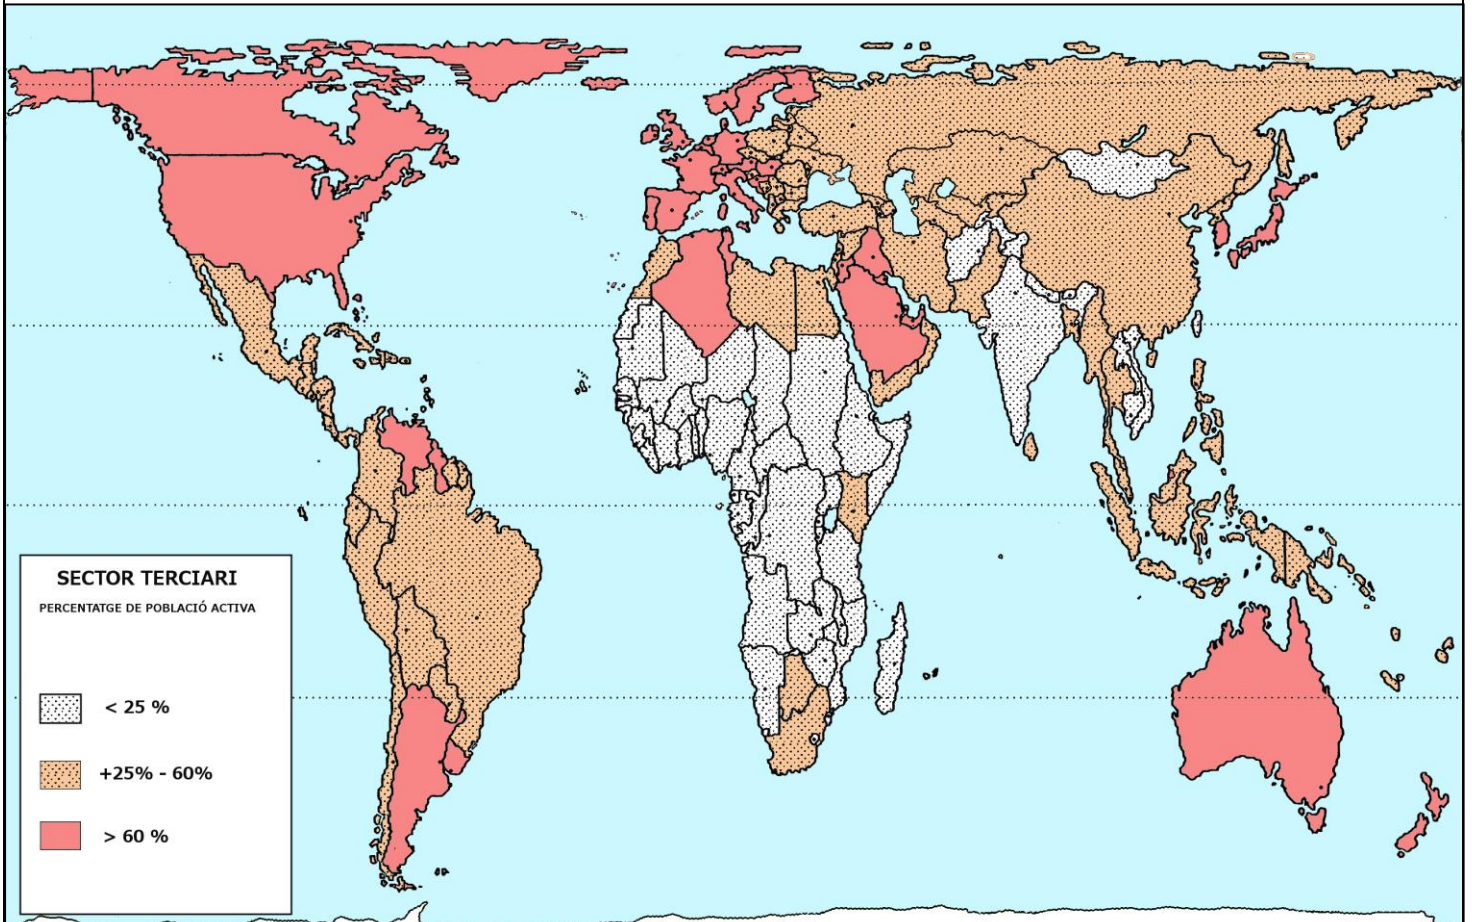 SECTOR TERCIARI
PERCENTATGE DE POBLACIÓ ACTIVA
< 25 %
+25% - 60%
> 60 %